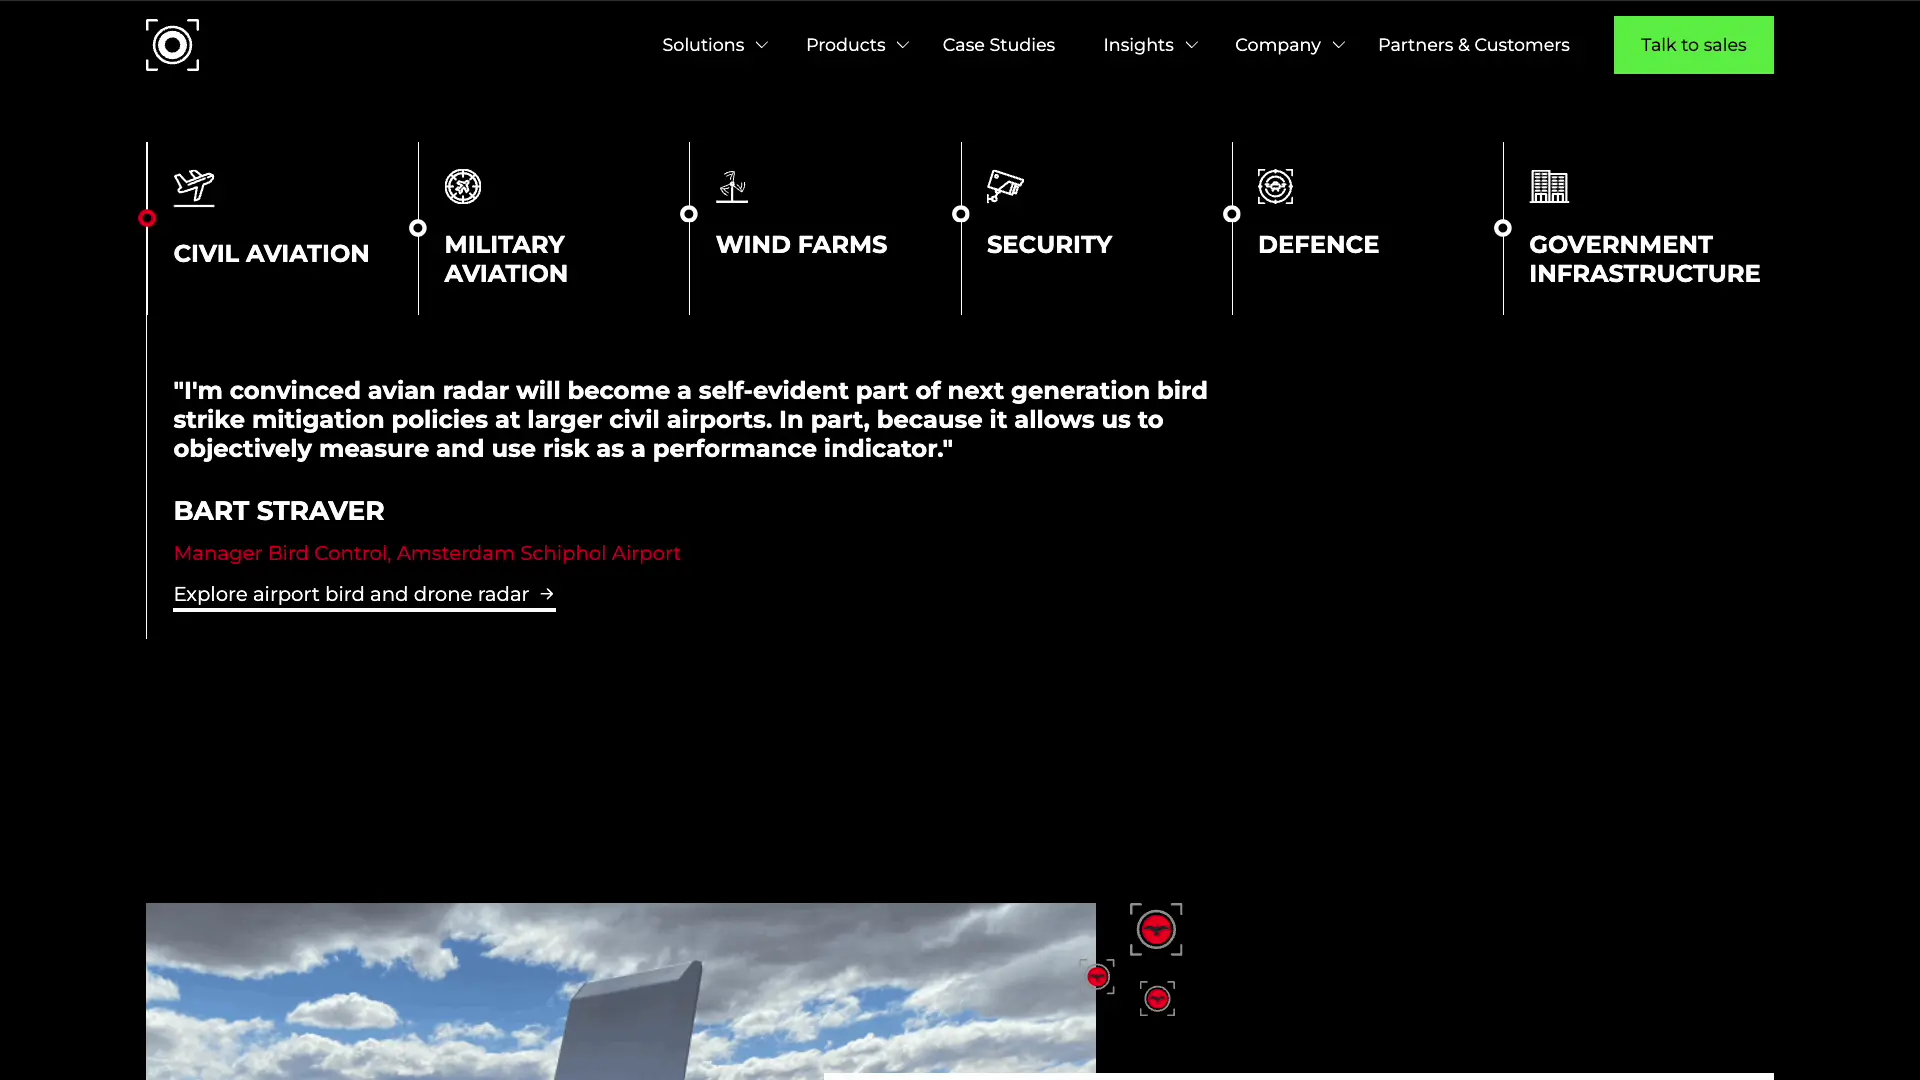 Solutions
Products
Case Studies
Insights
Company
Partners & Customers
Talk to sales
CIVIL AVIATION
MILITARY
AVIATION
WIND FARMS
SECURITY
DEFENCE
GOVERNMENT
INFRASTRUCTURE
"I'm convinced avian radar will become a self-evident part of next generation bird
strike mitigation policies at larger civil airports. In part, because it allows us to
objectively measure and use risk as a performance indicator."
BART STRAVER
Manager Bird Control, Amsterdam Schiphol Airport
Explore airport bird and drone radar →